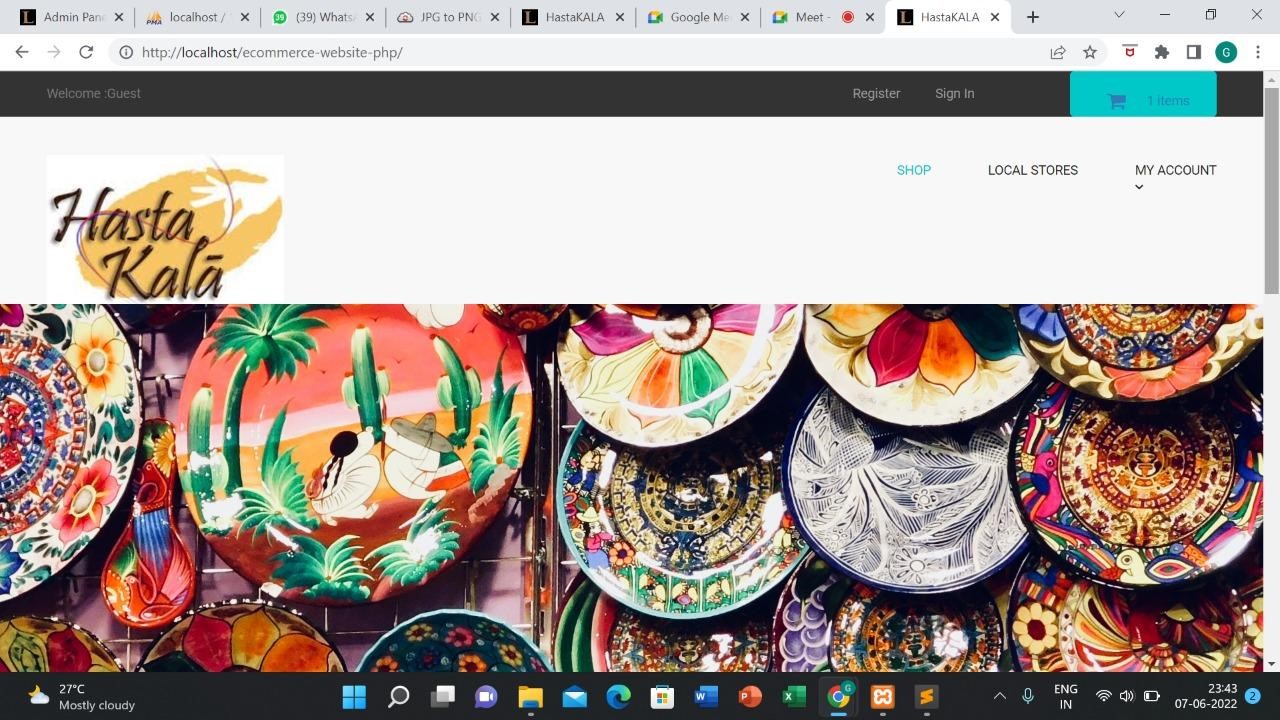 Admin Pane
localhost /
(39) WhatsA
JPG to PNG
HastaKALA
Google Me
Meet -
HastaKALA
http://localhost/ecommerce-website-php/
G
Welcome :Guest
Register
Sign In
1 items
Hasta
Kalā
SHOP
LOCAL STORES
MY ACCOUNT
27°C
Mostly cloudy
ENG
IN
23:43
07-06-2022
2